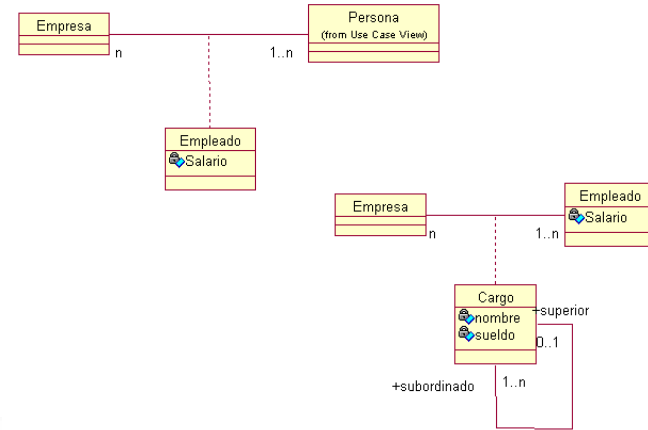 Empresa
Persona
(from Use Case View)
n
1..n
Empleado
Salario
Empresa
Empleado
Salario
n
1..n
Cargo
nombre
sueldo
+superior
0..1
+subordinado
1..n